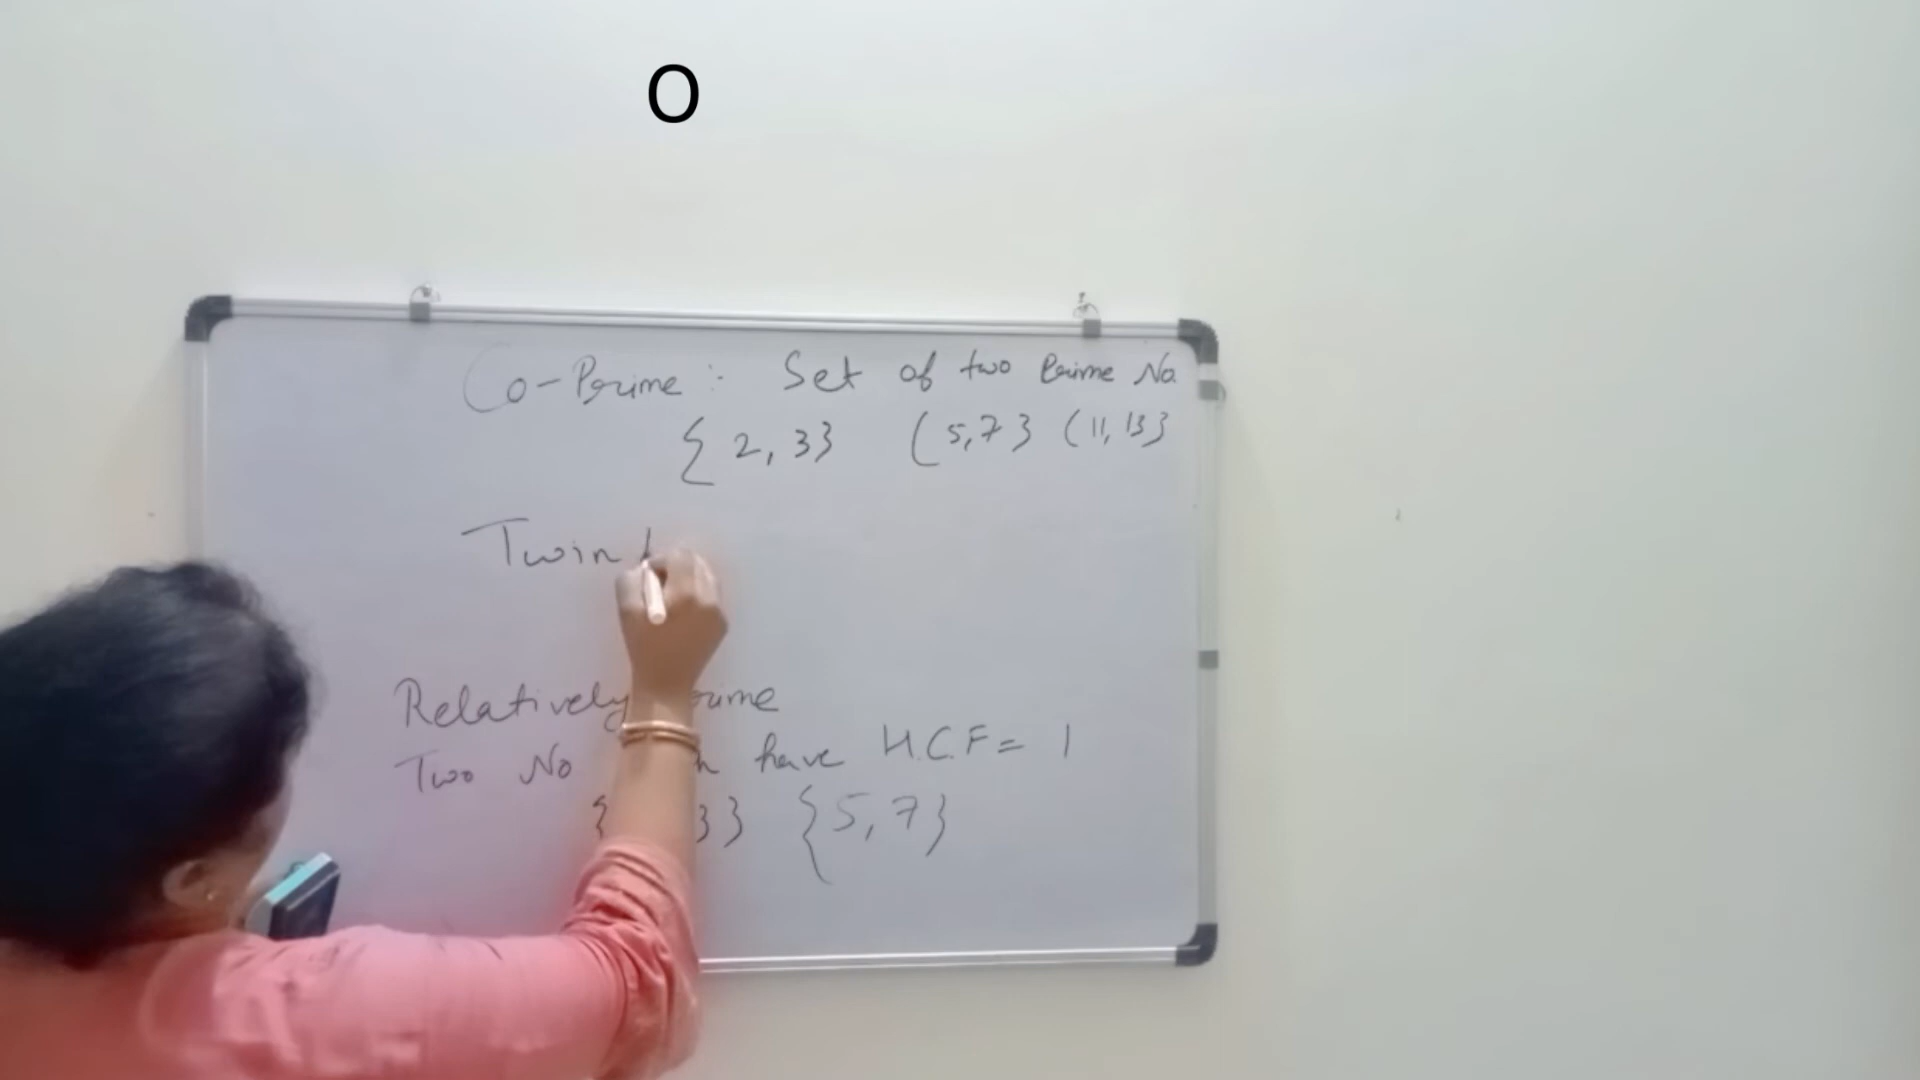 O
Co-Prime :- Set of two Prime No.
{ 2, 3} (5,7} (11, 13}
Twin
Relatively
Two No have H.C.F = 1
3} {5,7}